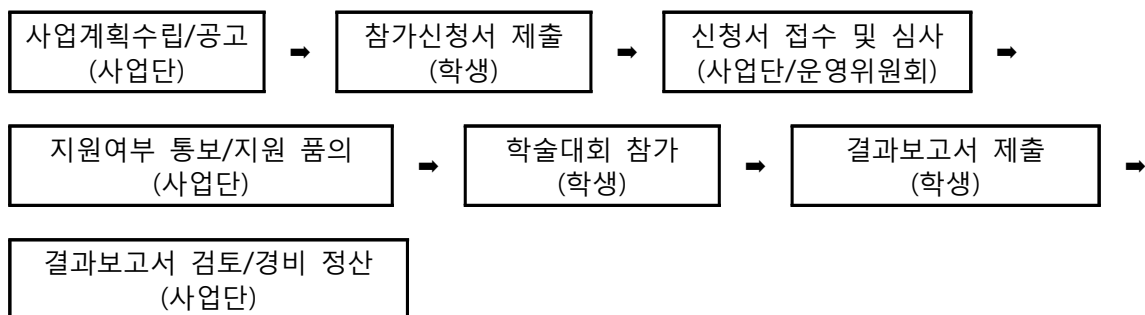 사업계획수립/공고
(사업단)
➡
참가신청서 제출
(학생)
➡
신청서 접수 및 심사
(사업단/운영위원회)
➡
지원여부 통보/지원 품의
(사업단)
➡
학술대회 참가
(학생)
➡
결과보고서 제출
(학생)
➡
결과보고서 검토/경비 정산
(사업단)